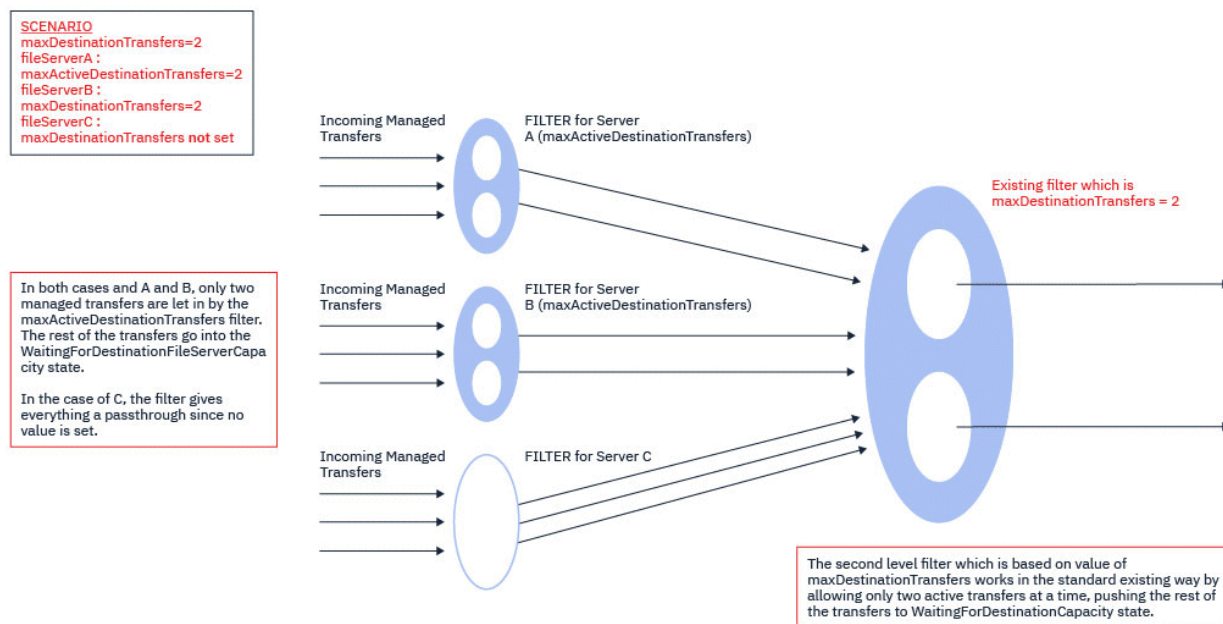 SCENARIO
maxDestinationTransfers=2
fileServerA :
maxActiveDestinationTransfers=2
fileServerB :
maxDestinationTransfers=2
fileServerC :
maxDestinationTransfers not set
Incoming Managed
Transfers
FILTER for Server
A (maxActiveDestinationTransfers)
Existing filter which is
maxDestinationTransfers = 2
In both cases and A and B, only two
managed transfers are let in by the
maxActiveDestinationTransfers filter.
The rest of the transfers go into the
WaitingForDestinationFileServerCapa
city state.
In the case of C, the filter gives
everything a passthrough since no
value is set.
Incoming Managed
Transfers
FILTER for Server
B (maxActiveDestinationTransfers)
Incoming Managed
Transfers
FILTER for Server C
The second level filter which is based on value of
maxDestinationTransfers works in the standard existing way by
allowing only two active transfers at a time, pushing the rest of
the transfers to WaitingForDestinationCapacity state.